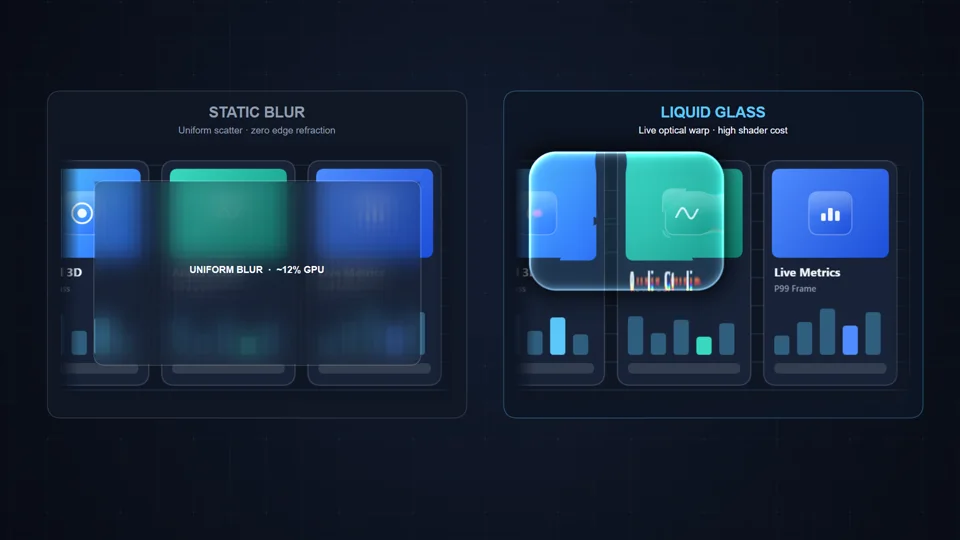 STATIC BLUR
Uniform scatter · zero edge refraction
3D
UNIFORM BLUR · ~12% GPU
LIQUID GLASS
Live optical warp · high shader cost
Live Metrics
P99 Frame